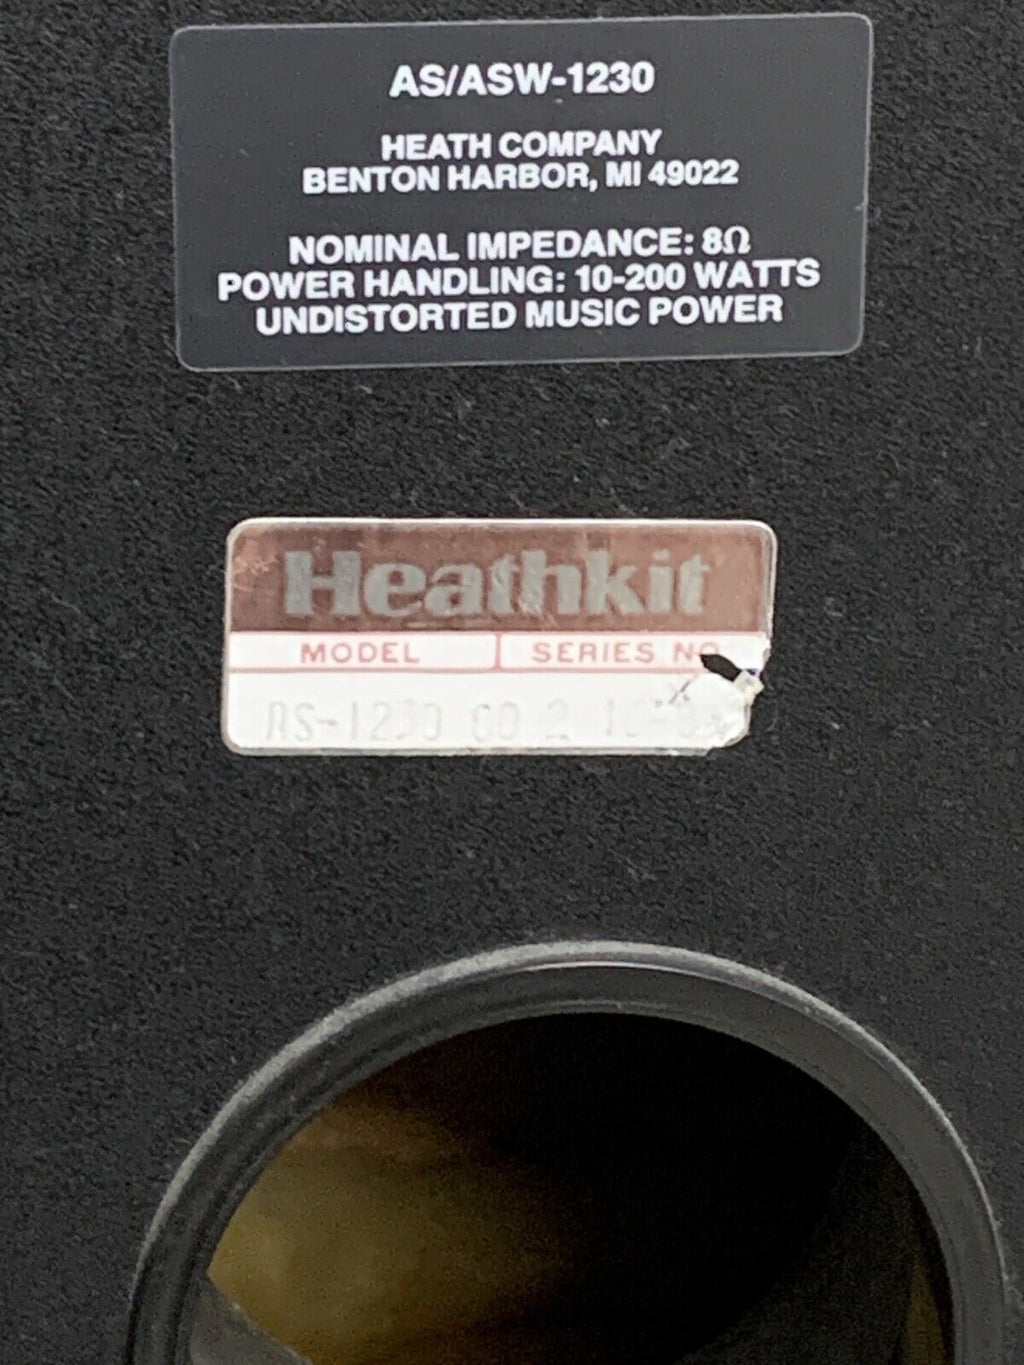 AS/ASW-1230
HEATH COMPANY
BENTON HARBOR, MI 49022
NOMINAL IMPEDANCE: 8Ω
POWER HANDLING: 10-200 WATTS
UNDISTORTED MUSIC POWER
Heathkit
MODEL SERIES NO
AS-1230